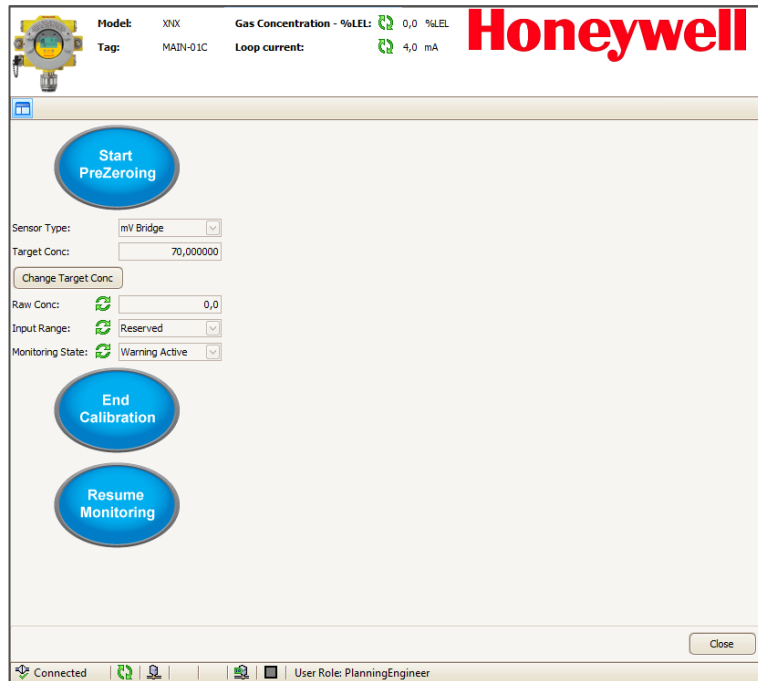 Model: XNX Gas Concentration - %LEL: 0,0 %LEL
Tag: MAIN-01C Loop current: 4,0 mA
Honeywell
Start
PreZeroing
Sensor Type: mV Bridge
Target Conc: 70,000000
Change Target Conc
Raw Conc: 0,0
Input Range: Reserved
Monitoring State: Warning Active
End
Calibration
Resume
Monitoring
Close
Connected User Role: PlanningEngineer